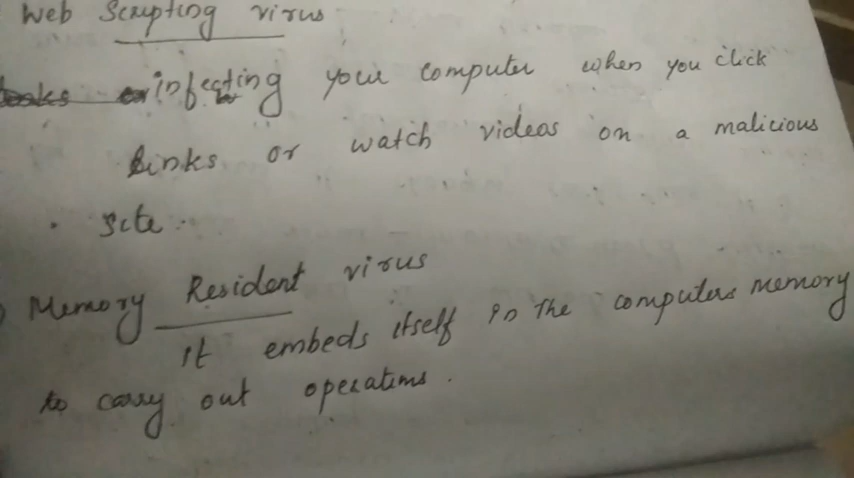 Web Scripting virus
infecting your computer when you click
links or watch videos on a malicious
site.
Memory Resident virus
it embeds itself in the computers memory
to carry out operations.